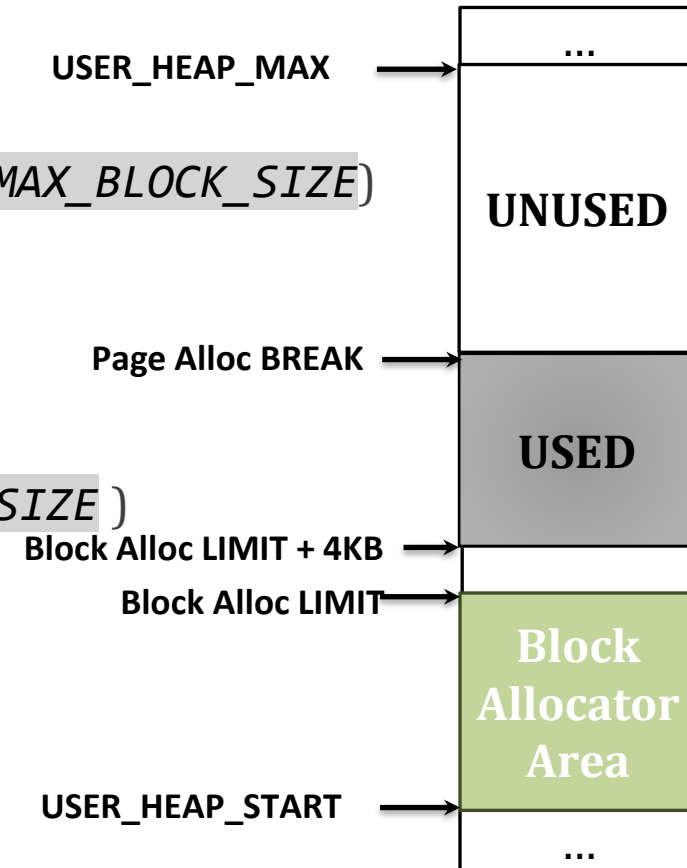 ...
USER_HEAP_MAX
MAX_BLOCK_SIZE)
UNUSED
Page Alloc BREAK
USED
SIZE )
Block Alloc LIMIT + 4KB
Block Alloc LIMIT
Block
Allocator
Area
USER_HEAP_START
...